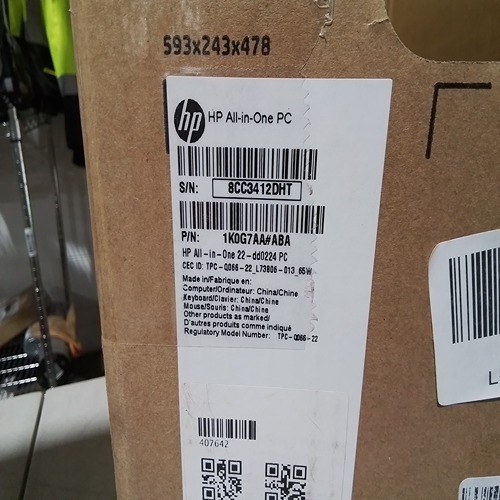 593x243x478
hp HP All-in-One PC
S/N: 8CC3412DHT
P/N: 1K0G7AA#ABA
HP All-in-One 22-dd0224 PC
CEC ID: TPC-Q066-22_L73806-013_65W
Made in/Fabrique en:
Computer/Ordinateur: China/Chine
Keyboard/Clavier: China/Chine
Mouse/Souris: China/Chine
Other products as marked/
D'autres produits comme indiqué
Regulatory Model Number: TPC-Q066-22
407642
L